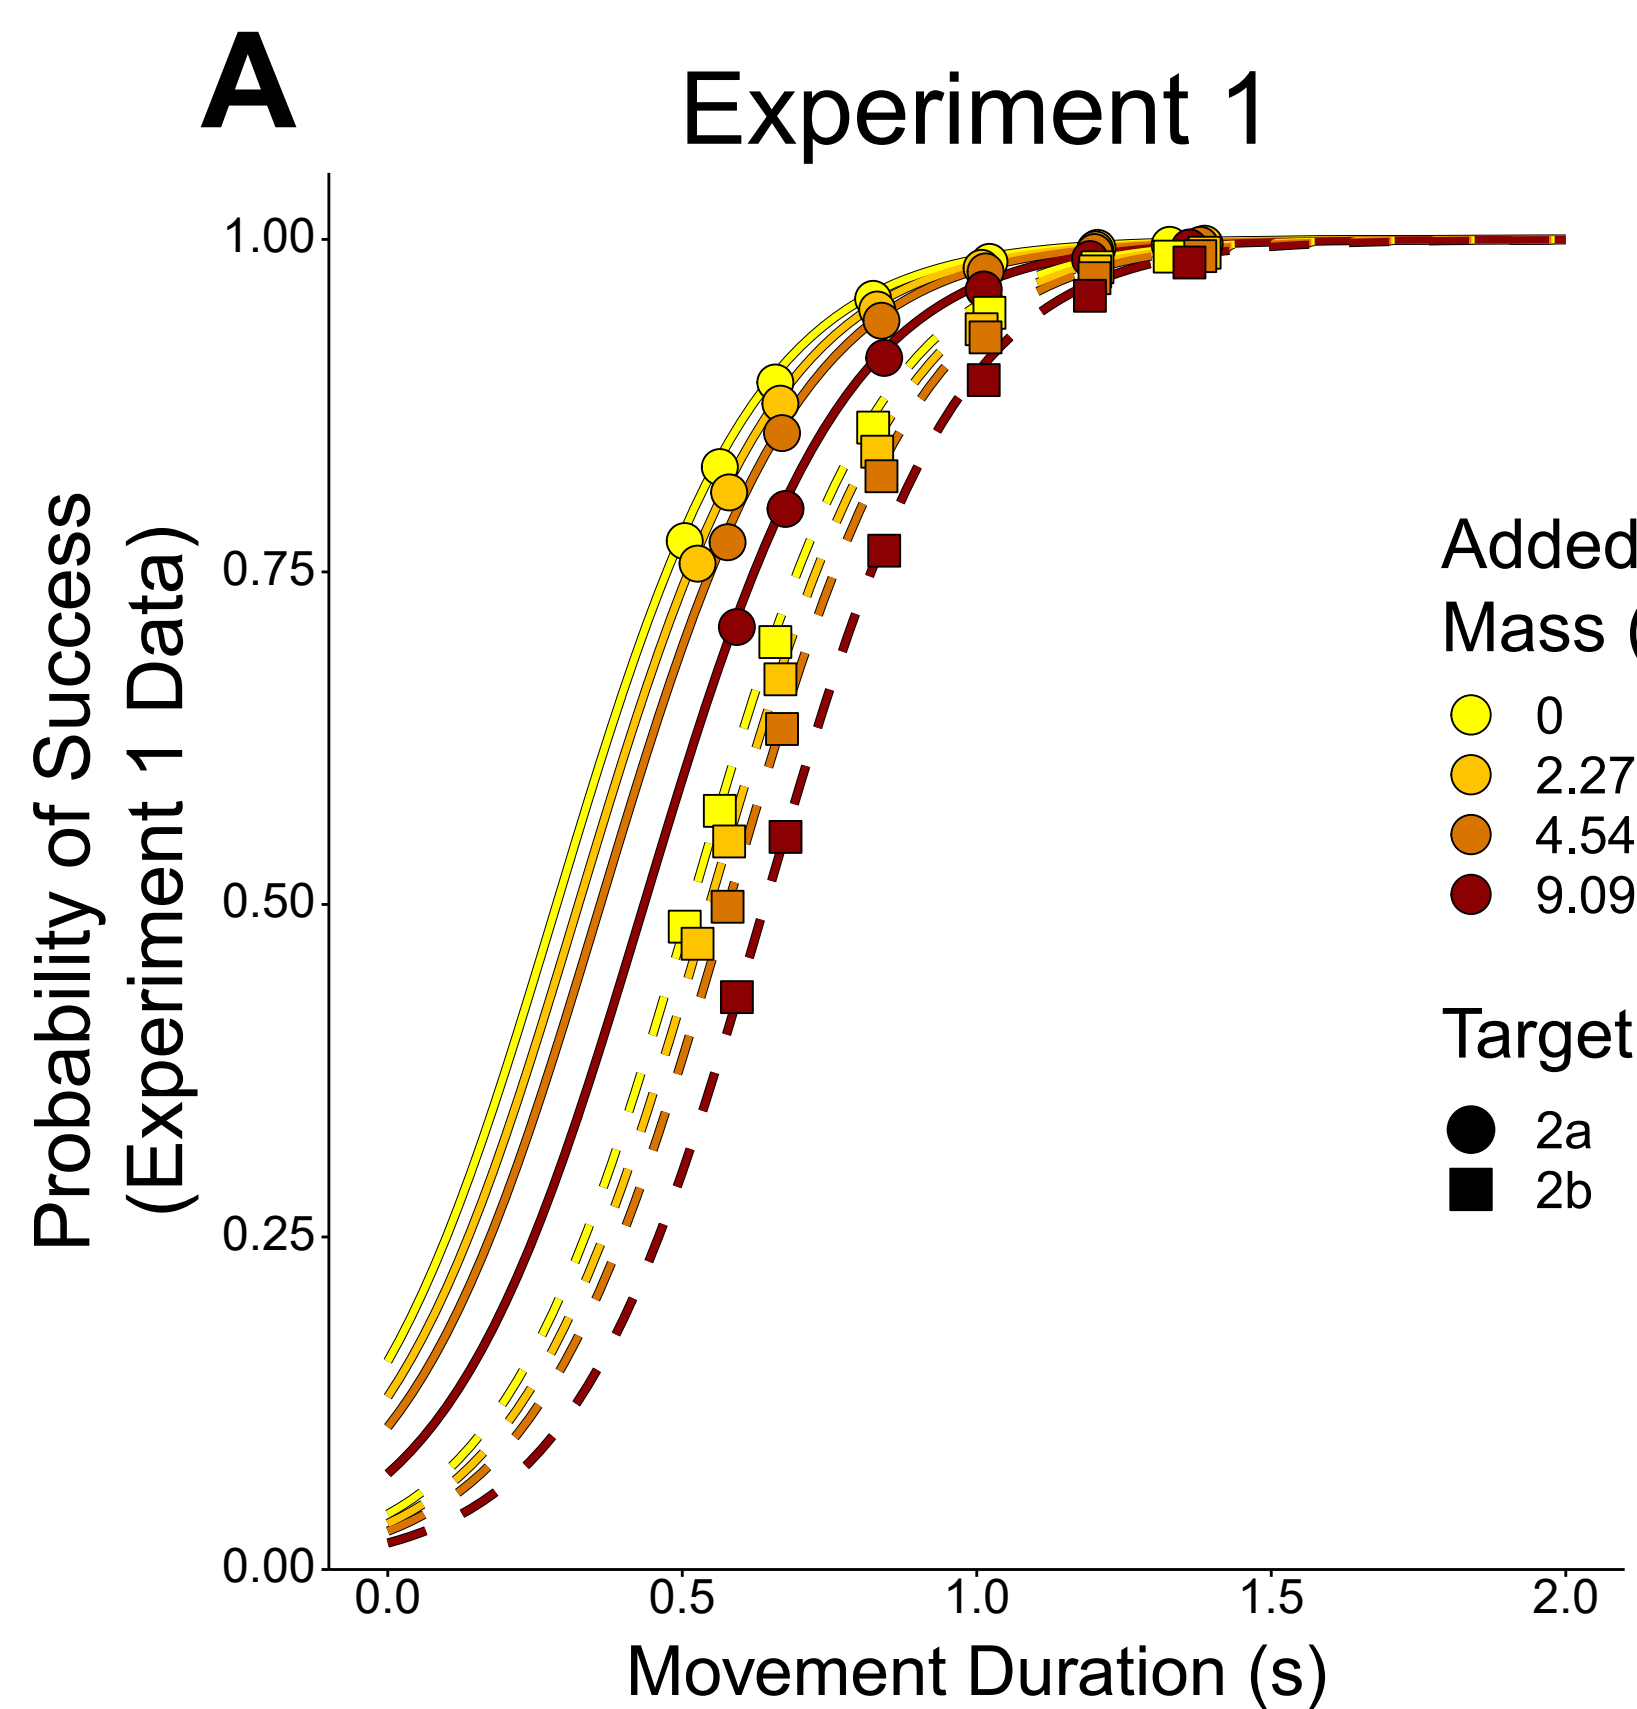 A
Experiment 1
Probability of Success
(Experiment 1 Data)
1.00
0.75
0.50
0.25
0.00
0.0 0.5 1.0 1.5 2.0
Movement Duration (s)
Added
Mass (
0
2.27
4.54
9.09
Target
2a
2b